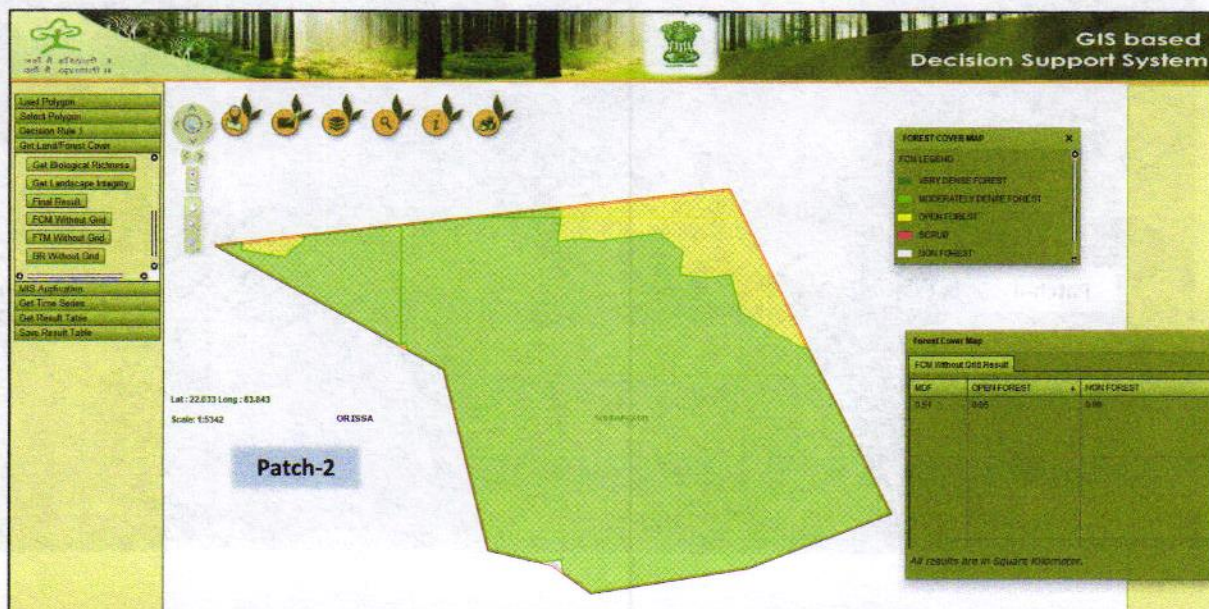 GIS based
Decision Support System
Load Polygon
Select Polygon
Decision Rule 1
Get Land/Forest Cover
Get Biological Richness
Get Landscape Integrity
Final Result
FCM Without Grid
FTM Without Grid
BR Without Grid
MIS Application
Get Time Series
Get Result Table
Save Result Table
FOREST COVER MAP X
FCM LEGEND
VERY DENSE FOREST
MODERATELY DENSE FOREST
OPEN FOREST
SCRUB
NON FOREST
Lat : 22.033 Long : 83.843
Scale: 1:5342
ORISSA
Patch-2
Forest Cover Map
FCM Without Grid Result
MDF OPEN FOREST NON FOREST
0.51 0.05
All results are in Square Kilometer.